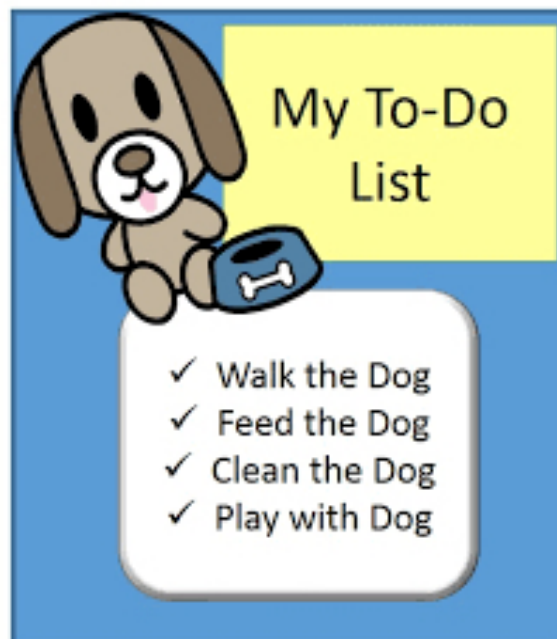 My To-Do
List
✓ Walk the Dog
✓ Feed the Dog
✓ Clean the Dog
✓ Play with Dog